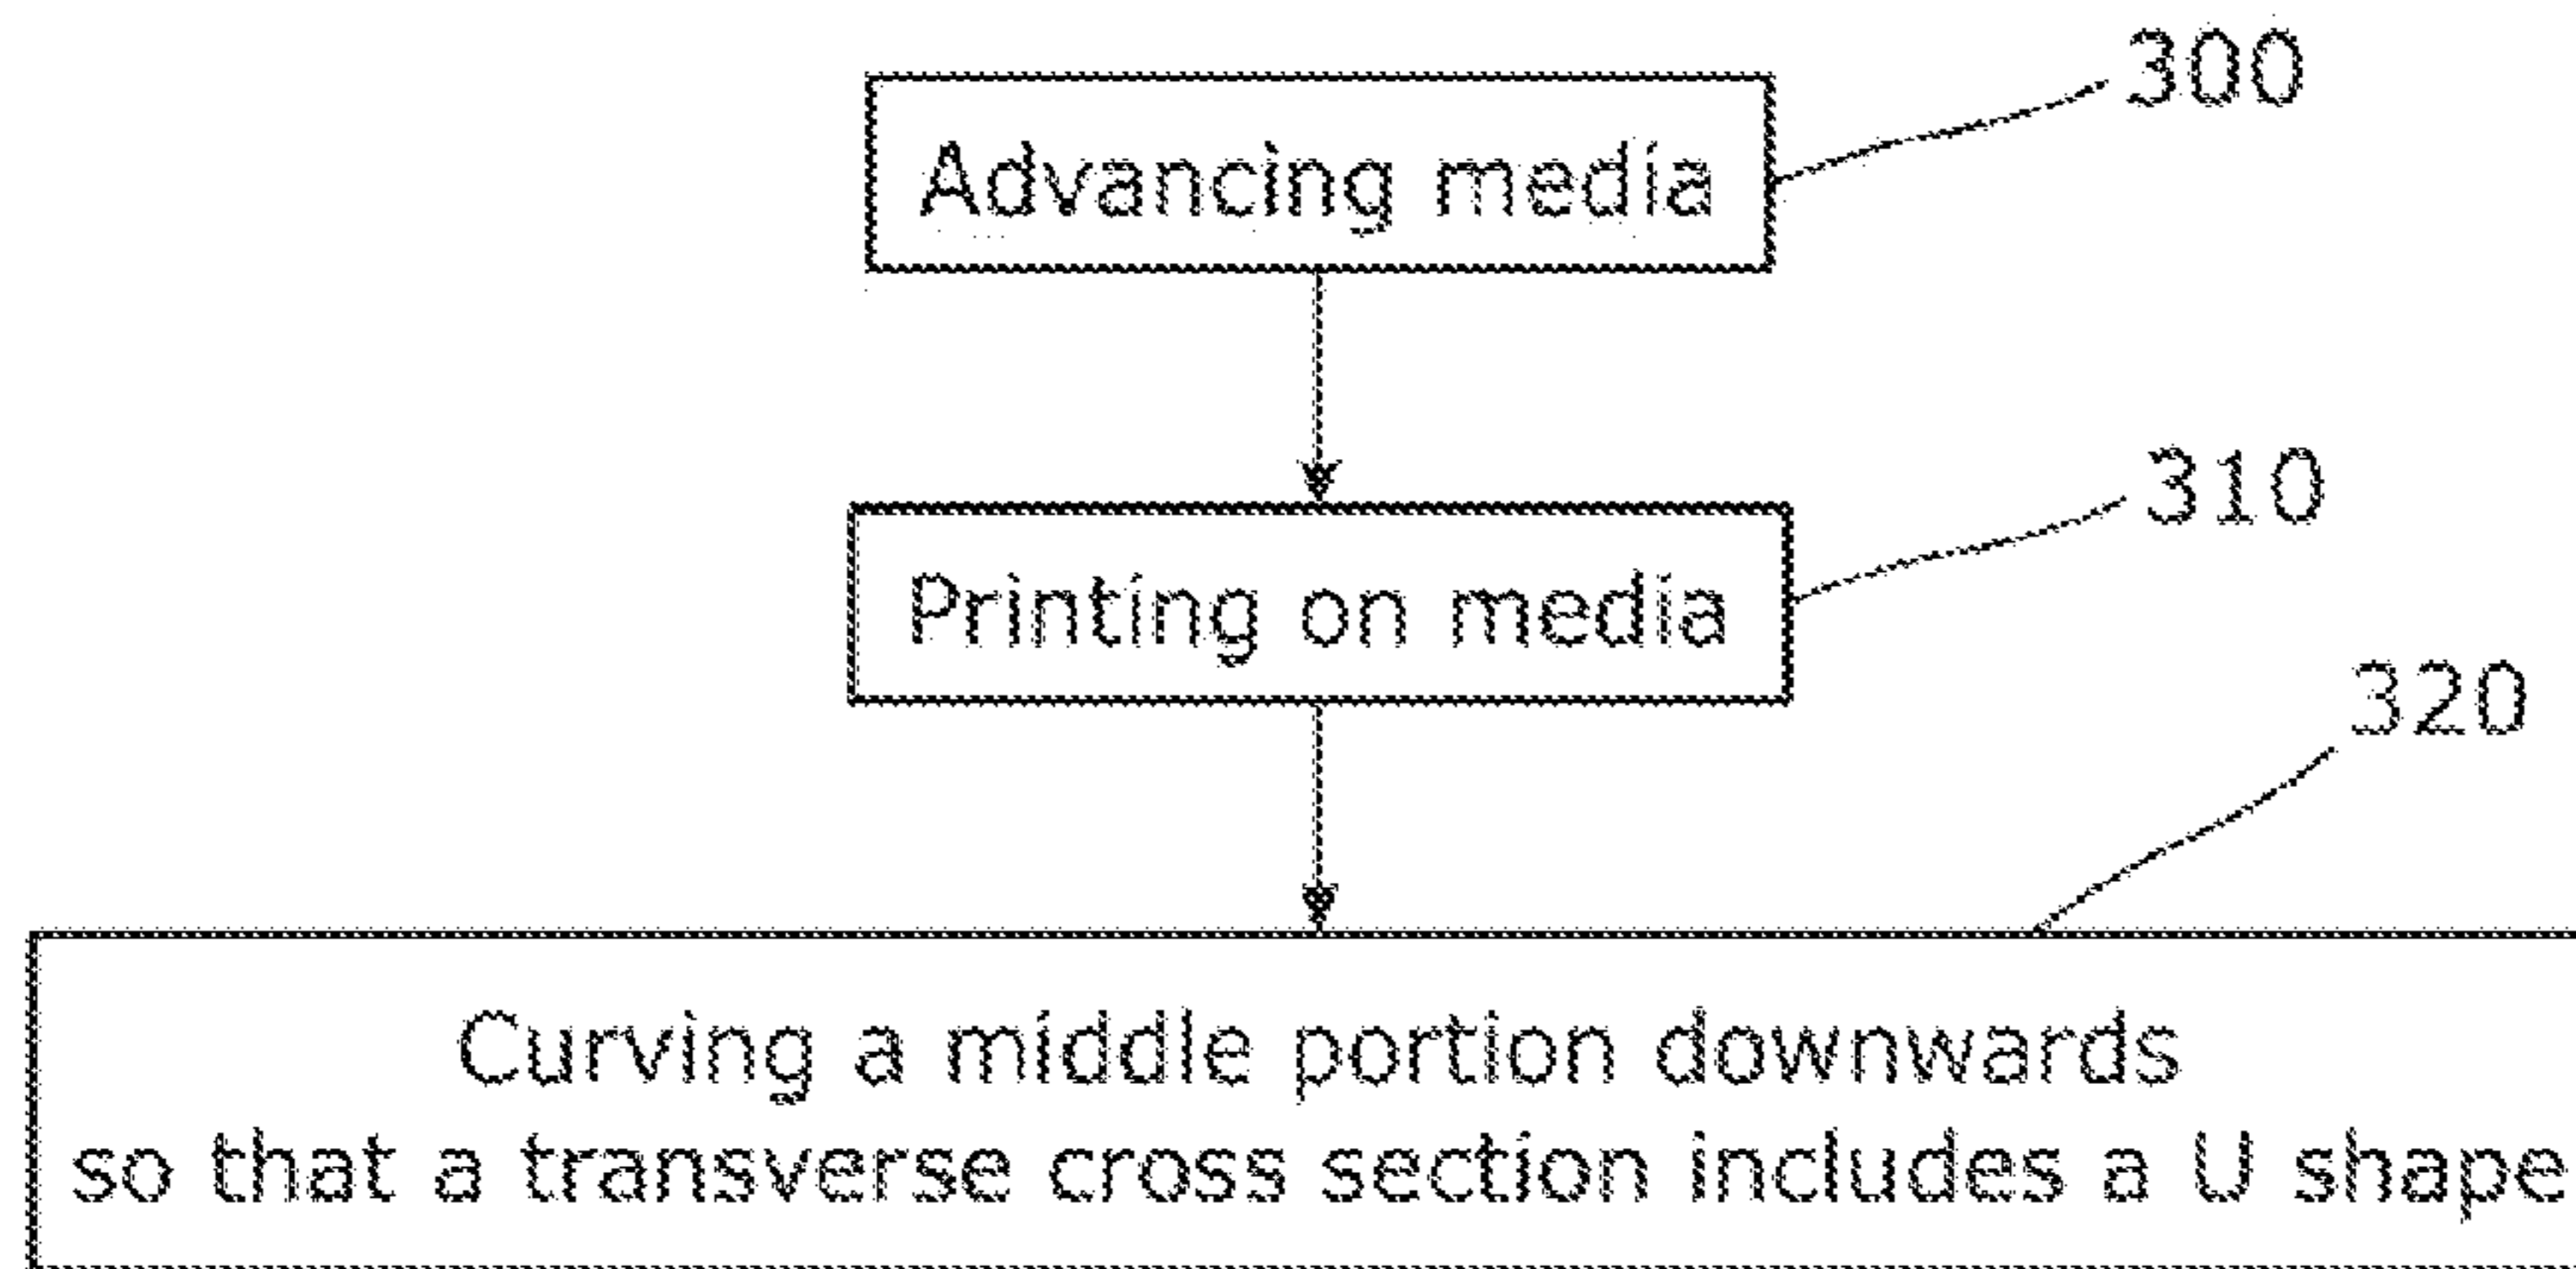 300
Advancing media
310
Printing on media
320
Curving a middle portion downwards
so that a transverse cross section includes a U shape